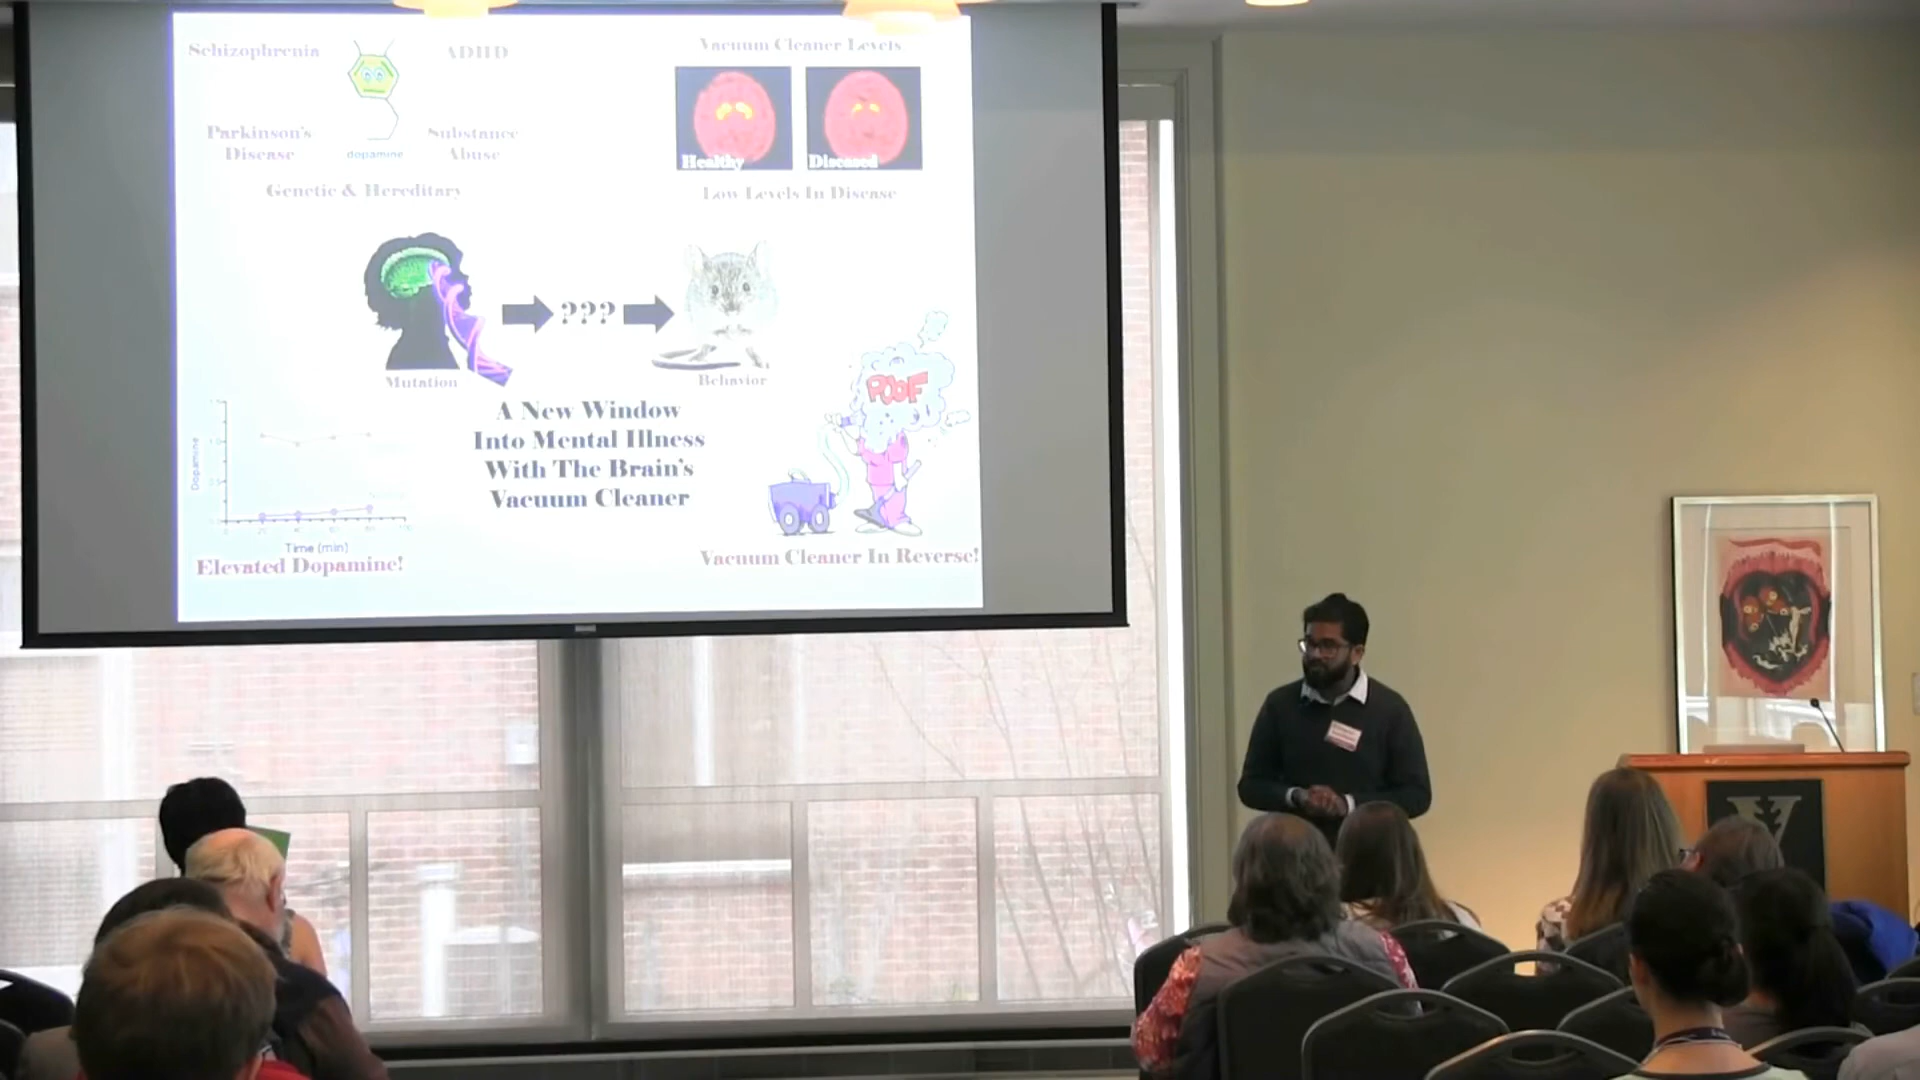 Schizophrenia
ADHD
Parkinson's
Disease
dopamine
Substance
Abuse
Genetic & Hereditary
Vacuum Cleaner Levels
Healthy
Diseased
Low Levels In Disease
???
Mutation
Behavior
A New Window
Into Mental Illness
With The Brain's
Vacuum Cleaner
Dopamine
Time (min)
Elevated Dopamine!
POOF
Vacuum Cleaner In Reverse!
V